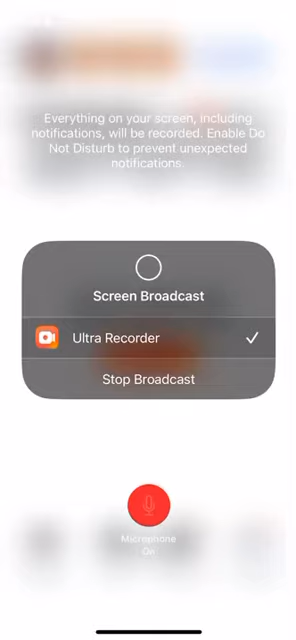 Everything on your screen, including
notifications, will be recorded. Enable Do
Not Disturb to prevent unexpected
notifications.
Screen Broadcast
Ultra Recorder
Stop Broadcast
Microphone
On